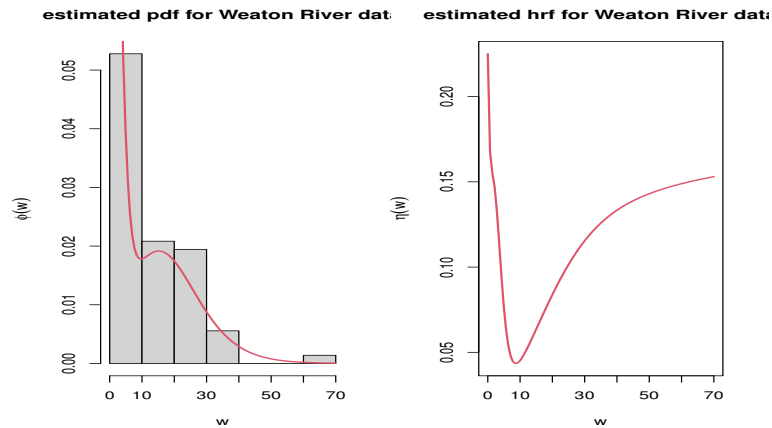 estimated pdf for Weaton River data
estimated hrf for Weaton River data
ϕ(w)
0.00 0.01 0.02 0.03 0.04 0.05
0 10 30 50 70
w
η(w)
0.05 0.10 0.15 0.20
0 10 30 50 70
w